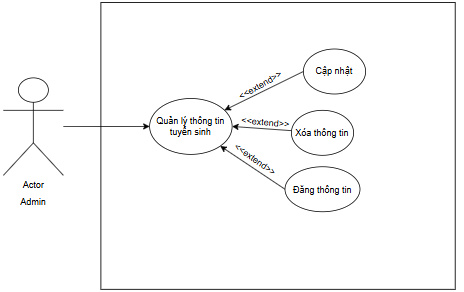 Cập nhật
<<extend>>
Quản lý thông tin
tuyển sinh
<<extend>>
Xóa thông tin
<<extend>>
Đăng thông tin
Actor
Admin